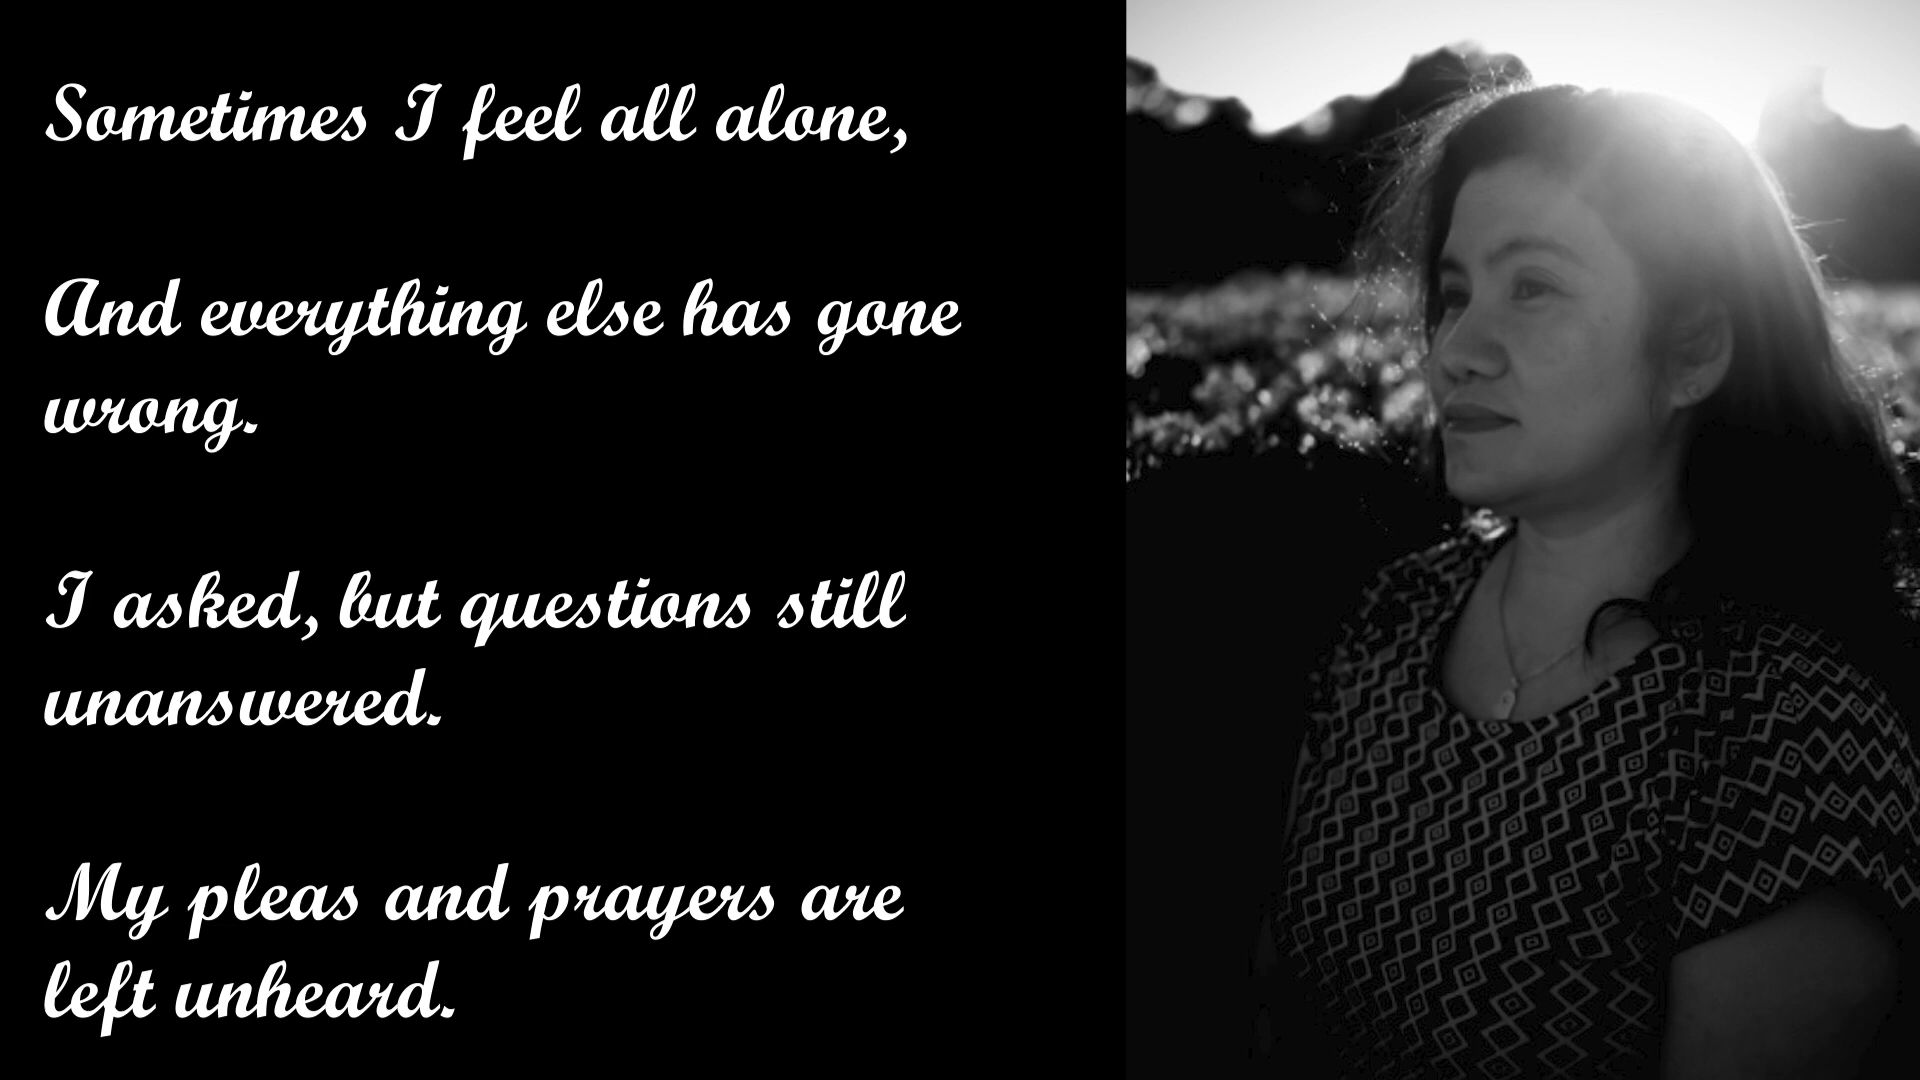 Sometimes I feel all alone,
And everything else has gone
wrong.
I asked, but questions still
unanswered.
My pleas and prayers are
left unheard.